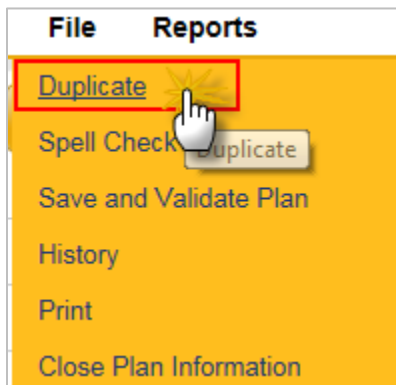 File Reports
Duplicate
Spell Check
Duplicate
Save and Validate Plan
History
Print
Close Plan Information